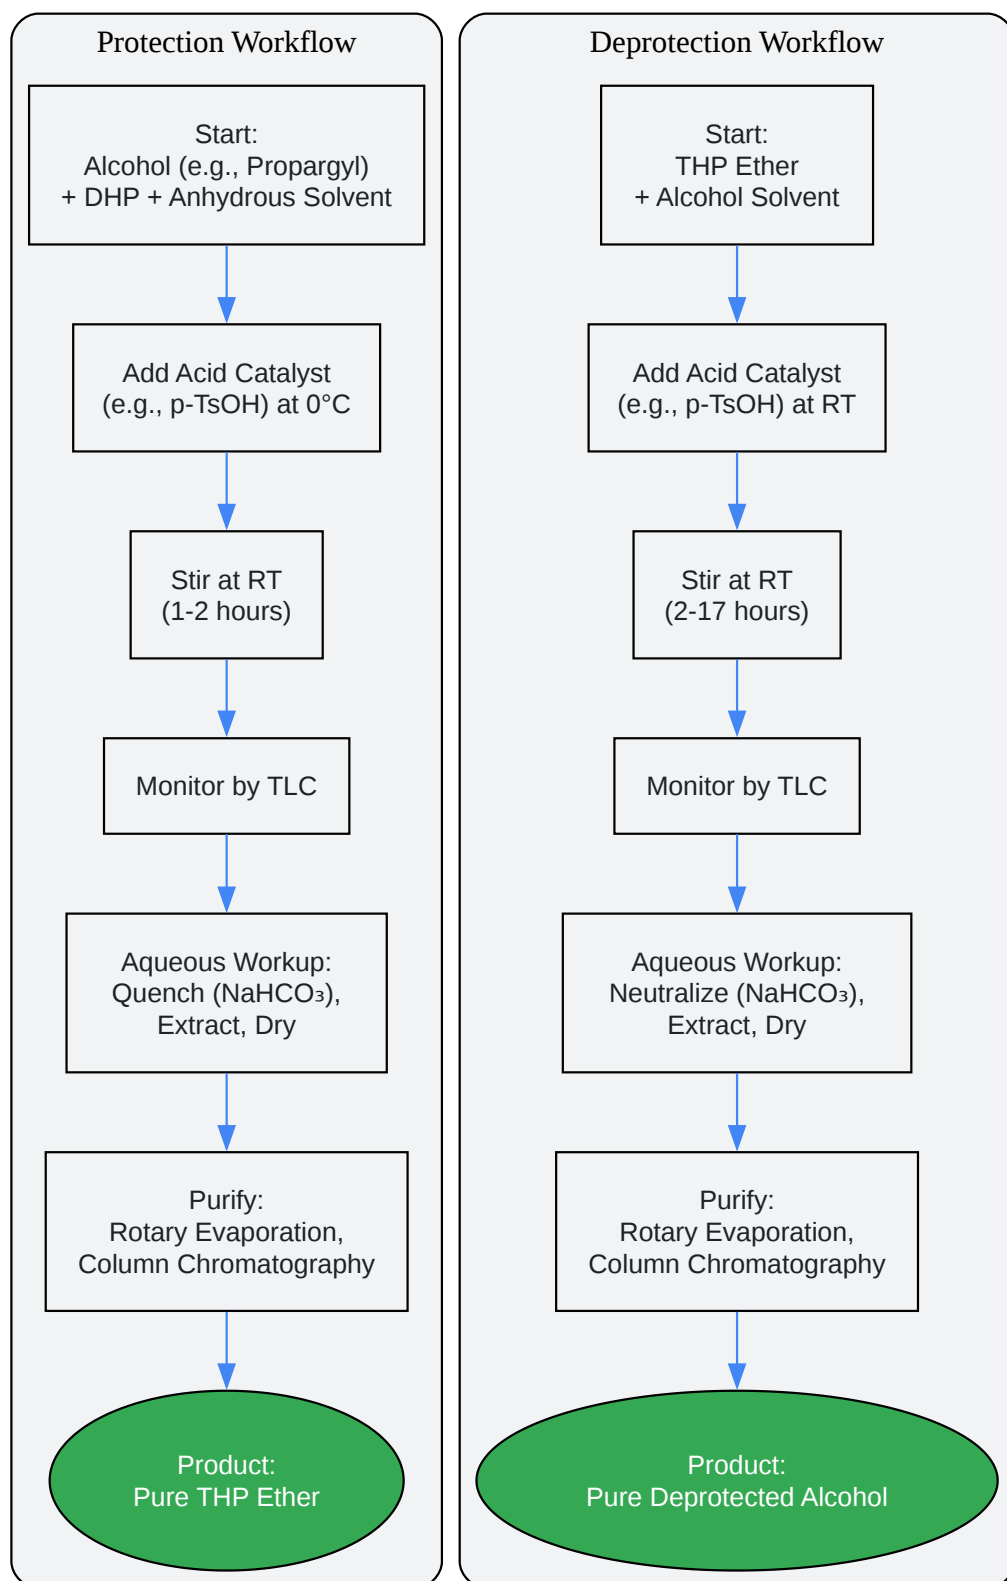 Protection Workflow
Start:
Alcohol (e.g., Propargyl)
+ DHP + Anhydrous Solvent
Add Acid Catalyst
(e.g., p-TsOH) at 0°C
Stir at RT
(1-2 hours)
Monitor by TLC
Aqueous Workup:
Quench (NaHCO₃),
Extract, Dry
Purify:
Rotary Evaporation,
Column Chromatography
Product:
Pure THP Ether
Deprotection Workflow
Start:
THP Ether
+ Alcohol Solvent
Add Acid Catalyst
(e.g., p-TsOH) at RT
Stir at RT
(2-17 hours)
Monitor by TLC
Aqueous Workup:
Neutralize (NaHCO₃),
Extract, Dry
Purify:
Rotary Evaporation,
Column Chromatography
Product:
Pure Deprotected Alcohol